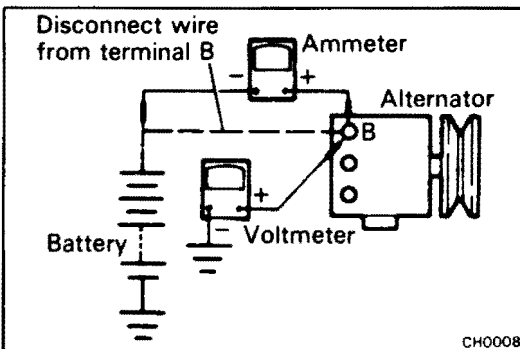 Disconnect wire
from terminal B
Ammeter
- +
Alternator
B
+
-
Voltmeter
Battery
CH0008